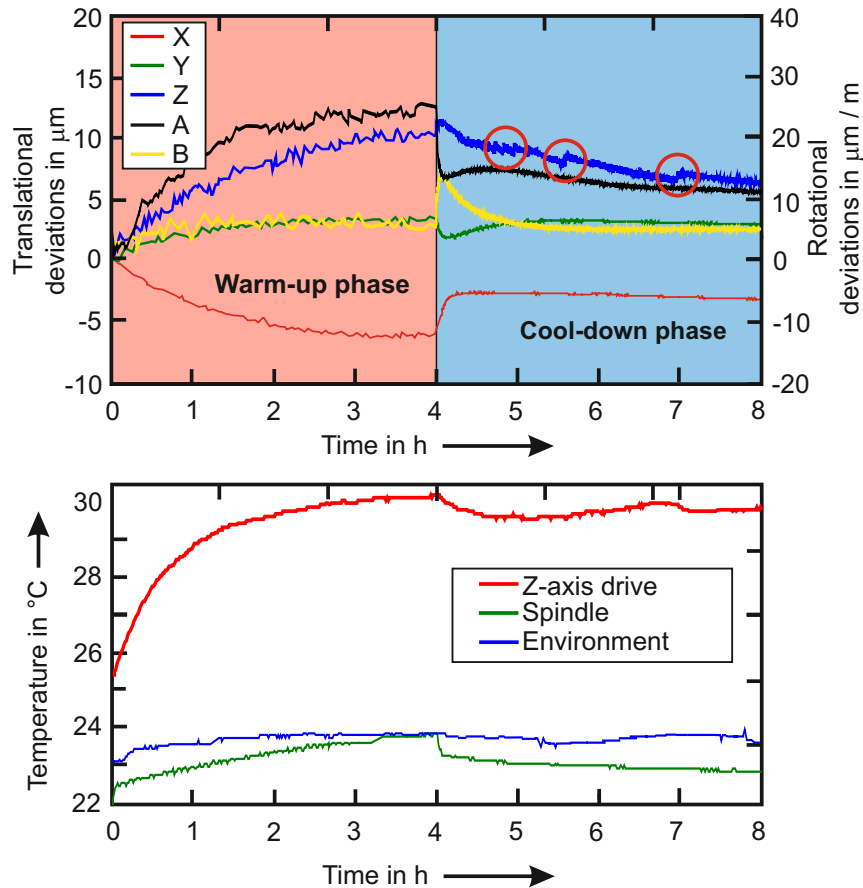 20
15
10
5
0
-5
-10
Translational
deviations in μm
X
Y
Z
A
B
Warm-up phase
Cool-down phase
40
30
20
10
0
-10
-20
Rotational
deviations in μm / m
0 1 2 3 4 5 6 7 8
Time in h
30
28
26
24
22
Temperature in °C
Z-axis drive
Spindle
Environment
0 1 2 3 4 5 6 7 8
Time in h